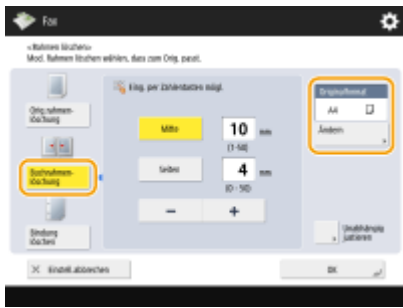 Fax
<Rahmen löschen>
Mod. Rahmen löschen wählen, dass zum Orig. passt.
Orig.rahmen-
löschung
Buchrahmen-
löschung
Bindung
löschen
Eing. per Zahlentasten mögl.
Mitte
10 mm
(1-50)
Seiten
4 mm
(0 - 50)
− +
Originalformat
A4
Ändern
Unabhängig
justieren
× Einstell. abbrechen
OK